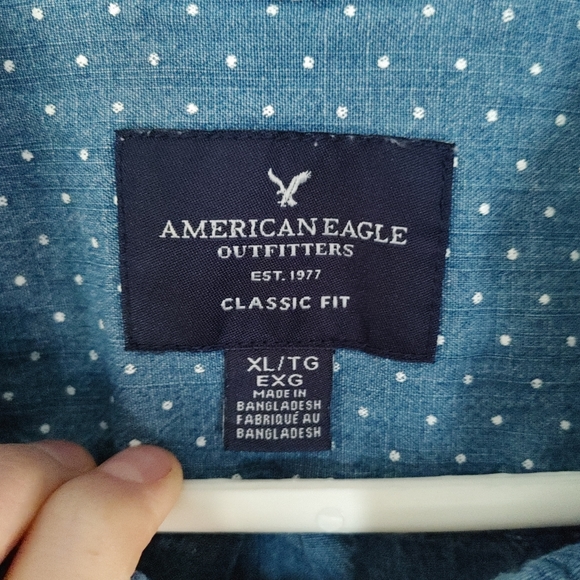 AMERICAN EAGLE
OUTFITTERS
EST. 1977
CLASSIC FIT
XL/TG
EXG
MADE IN
BANGLADESH
FABRIQUÉ AU
BANGLADESH